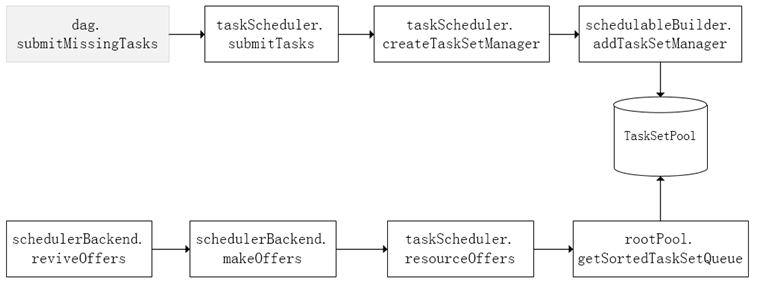 dag.
submitMissingTasks
taskScheduler.
submitTasks
taskScheduler.
createTaskSetManager
schedulableBuilder.
addTaskSetManager
TaskSetPool
schedulerBackend.
reviveOffers
schedulerBackend.
makeOffers
taskScheduler.
resourceOffers
rootPool.
getSortedTaskSetQueue